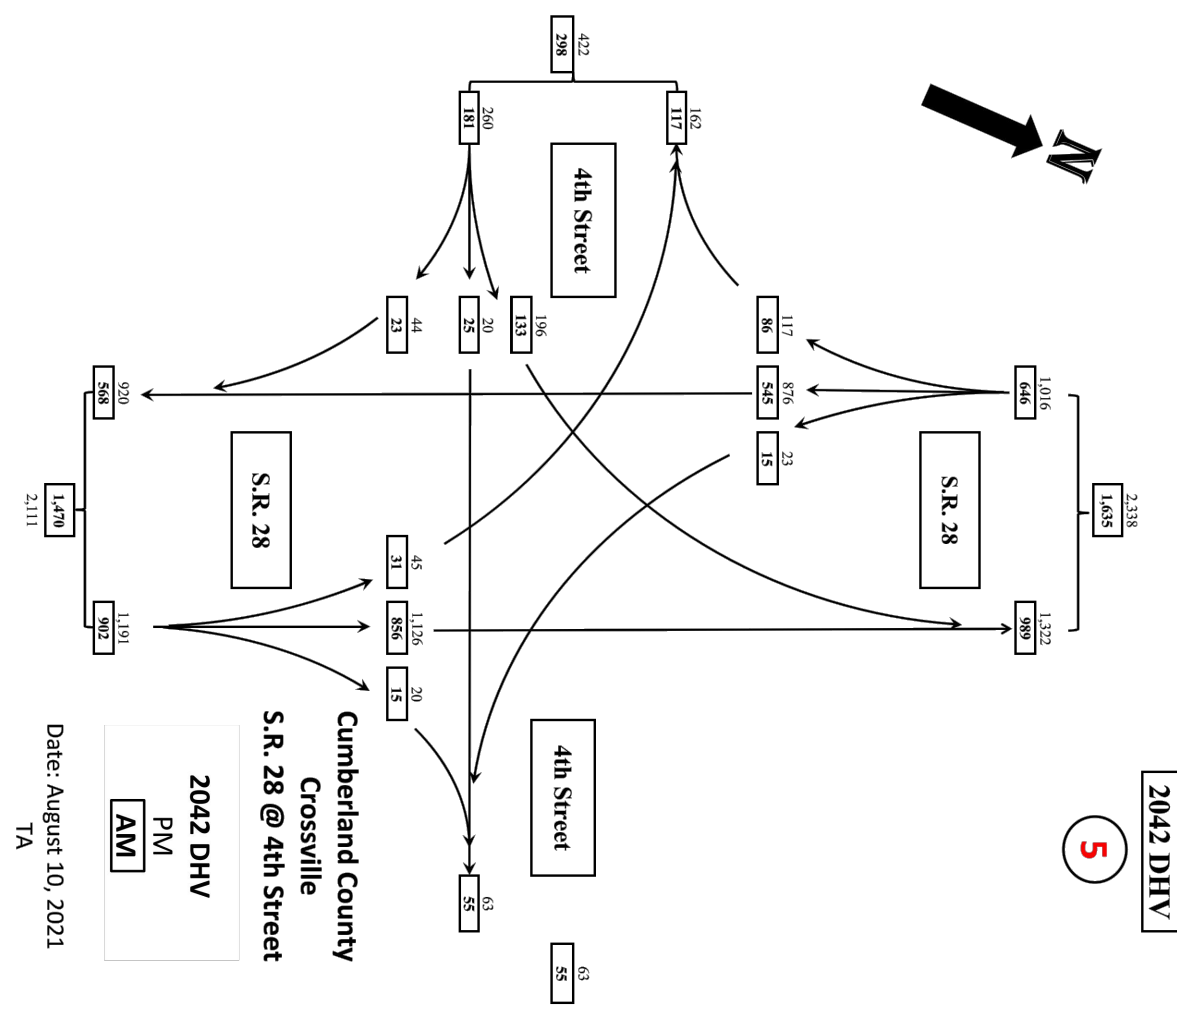 2042 DHV
5
2,338
1,635
N
1,016
646
1,322
989
S.R. 28
117
86
876
545
23
15
162
117
422
298
4th Street
260
181
196
133
20
25
44
23
4th Street
63
55
63
55
45
31
1,126
856
20
15
S.R. 28
920
568
1,191
902
1,470
2,111
Cumberland County
Crossville
S.R. 28 @ 4th Street
2042 DHV
PM
AM
Date: August 10, 2021
TA